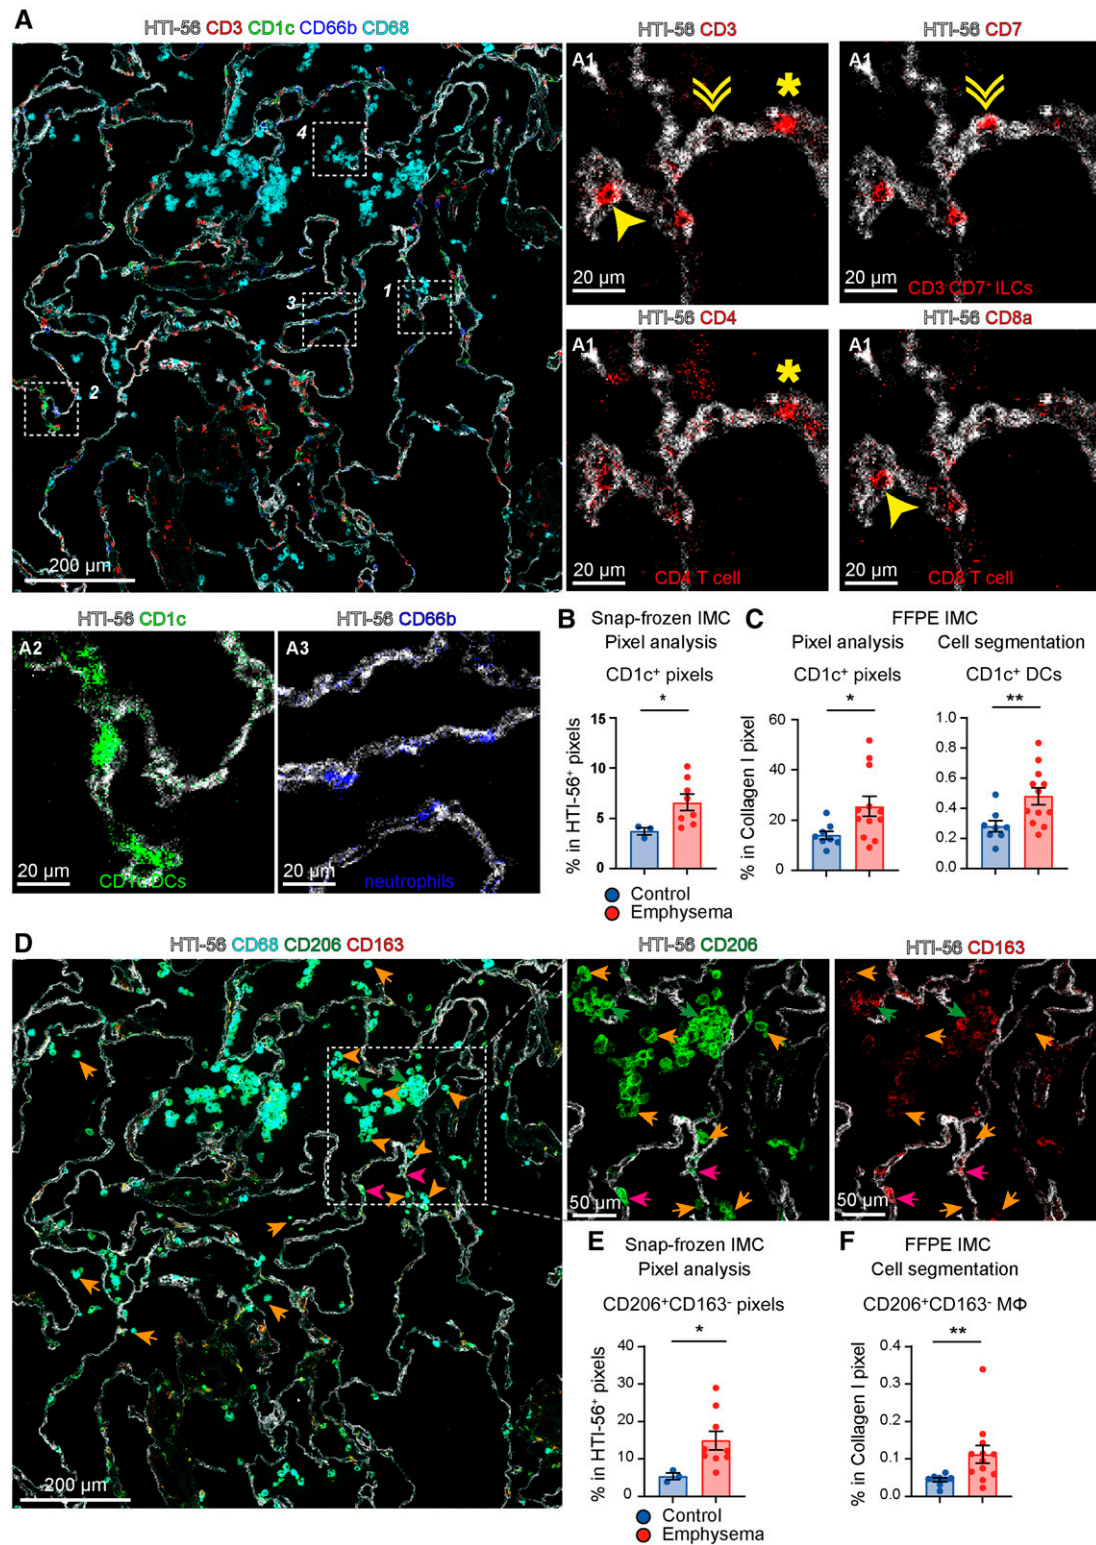 A
HTI-56 CD3 CD1c CD66b CD68
4
3
1
2
200 µm
HTI-56 CD3
A1
*
20 µm
HTI-56 CD7
A1
20 µm
CD3-CD7+ ILCs
HTI-56 CD4
A1
*
20 µm
CD4 T cell
HTI-56 CD8a
A1
20 µm
CD8 T cell
HTI-56 CD1c
A2
20 µm
CD1c DCs
HTI-56 CD66b
A3
20 µm
neutrophils
B
Snap-frozen IMC
Pixel analysis
CD1c+ pixels
*
% in HTI-56+ pixels
15
10
5
0
Control
Emphysema
C
FFPE IMC
Pixel analysis
CD1c+ pixels
*
% in Collagen I pixel
60
40
20
0
Cell segmentation
CD1c+ DCs
**
1.0
0.8
0.6
0.4
0.2
0.0
D
HTI-56 CD68 CD206 CD163
200 µm
HTI-56 CD206
50 µm
HTI-56 CD163
50 µm
E
Snap-frozen IMC
Pixel analysis
CD206+CD163- pixels
*
% in HTI-56+ pixels
40
30
20
10
0
Control
Emphysema
F
FFPE IMC
Cell segmentation
CD206+CD163- MΦ
**
% in Collagen I pixel
0.4
0.3
0.2
0.1
0.0